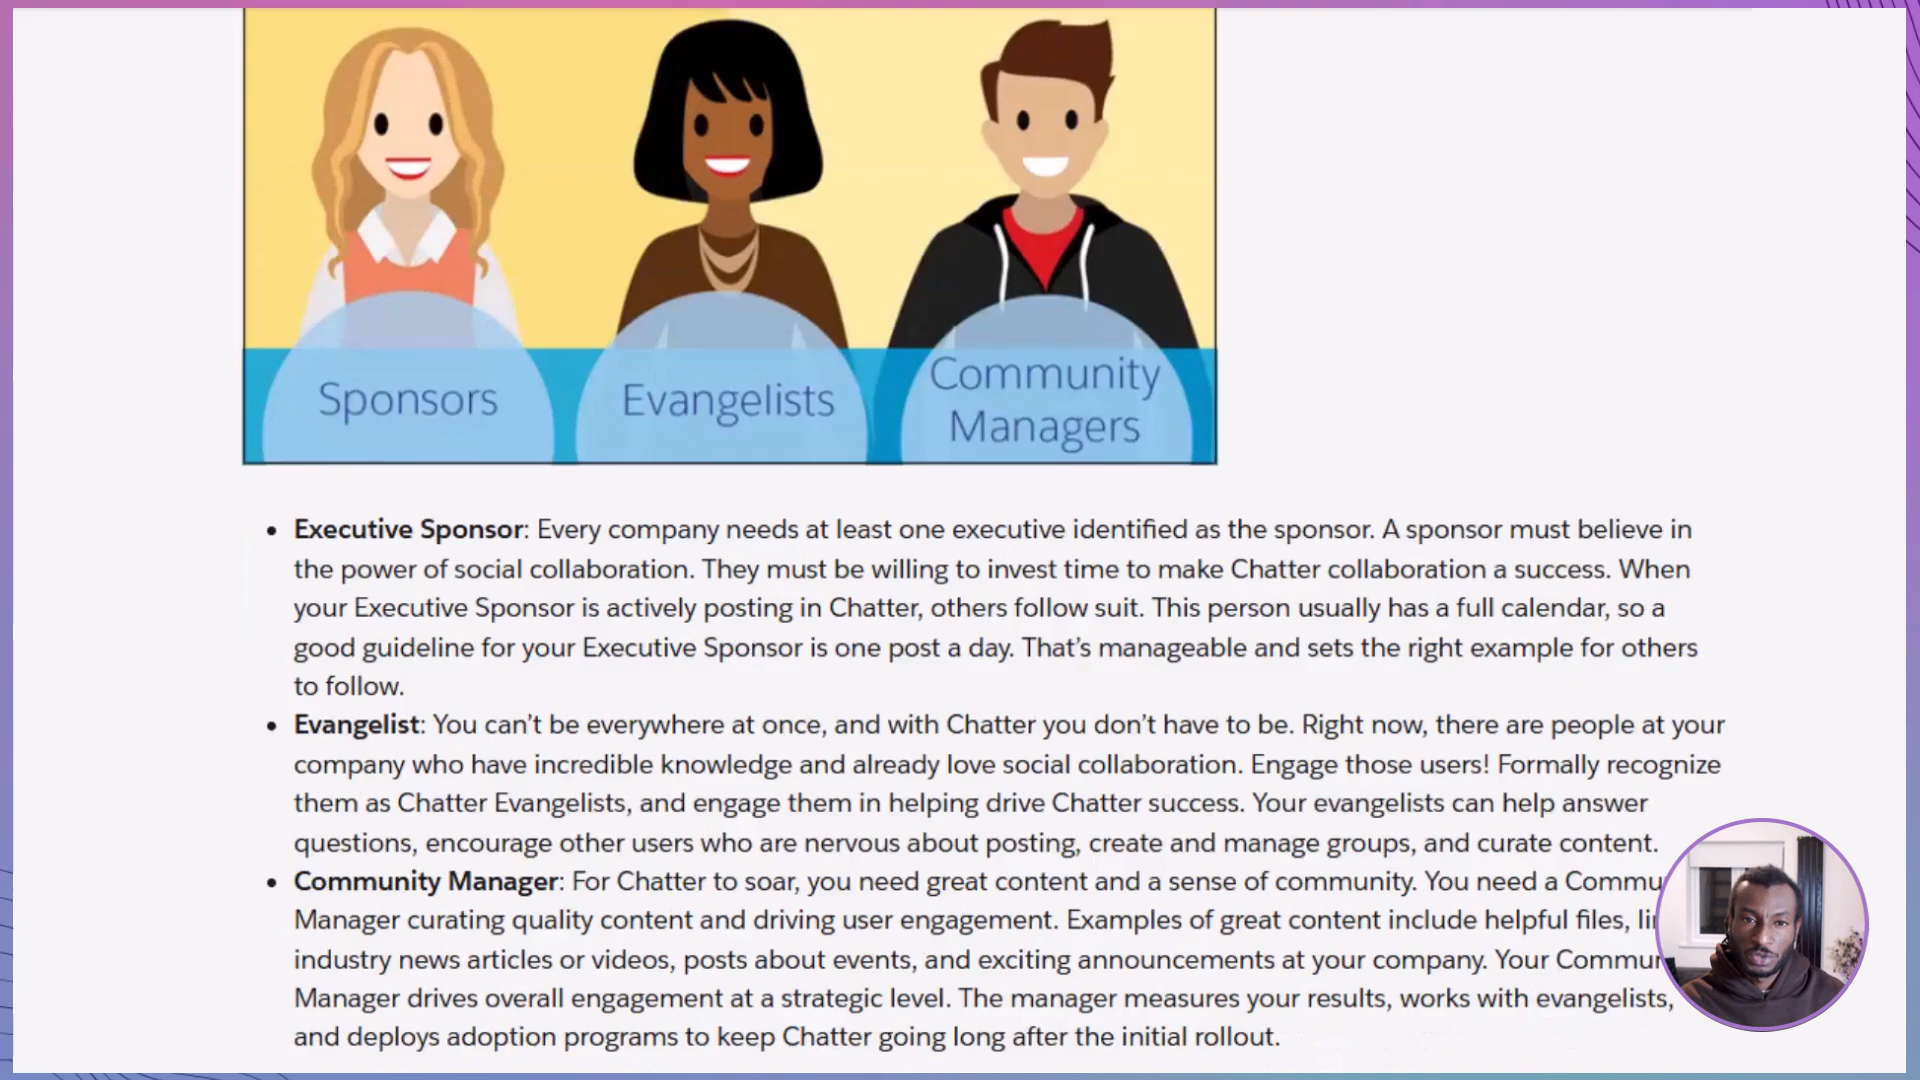 Sponsors
Evangelists
Community
Managers
• Executive Sponsor: Every company needs at least one executive identified as the sponsor. A sponsor must believe in
the power of social collaboration. They must be willing to invest time to make Chatter collaboration a success. When
your Executive Sponsor is actively posting in Chatter, others follow suit. This person usually has a full calendar, so a
good guideline for your Executive Sponsor is one post a day. That’s manageable and sets the right example for others
to follow.
• Evangelist: You can’t be everywhere at once, and with Chatter you don’t have to be. Right now, there are people at your
company who have incredible knowledge and already love social collaboration. Engage those users! Formally recognize
them as Chatter Evangelists, and engage them in helping drive Chatter success. Your evangelists can help answer
questions, encourage other users who are nervous about posting, create and manage groups, and curate content.
• Community Manager: For Chatter to soar, you need great content and a sense of community. You need a Commu
Manager curating quality content and driving user engagement. Examples of great content include helpful files,
industry news articles or videos, posts about events, and exciting announcements at your company. Your Commun
Manager drives overall engagement at a strategic level. The manager measures your results, works with evangelists,
and deploys adoption programs to keep Chatter going long after the initial rollout.